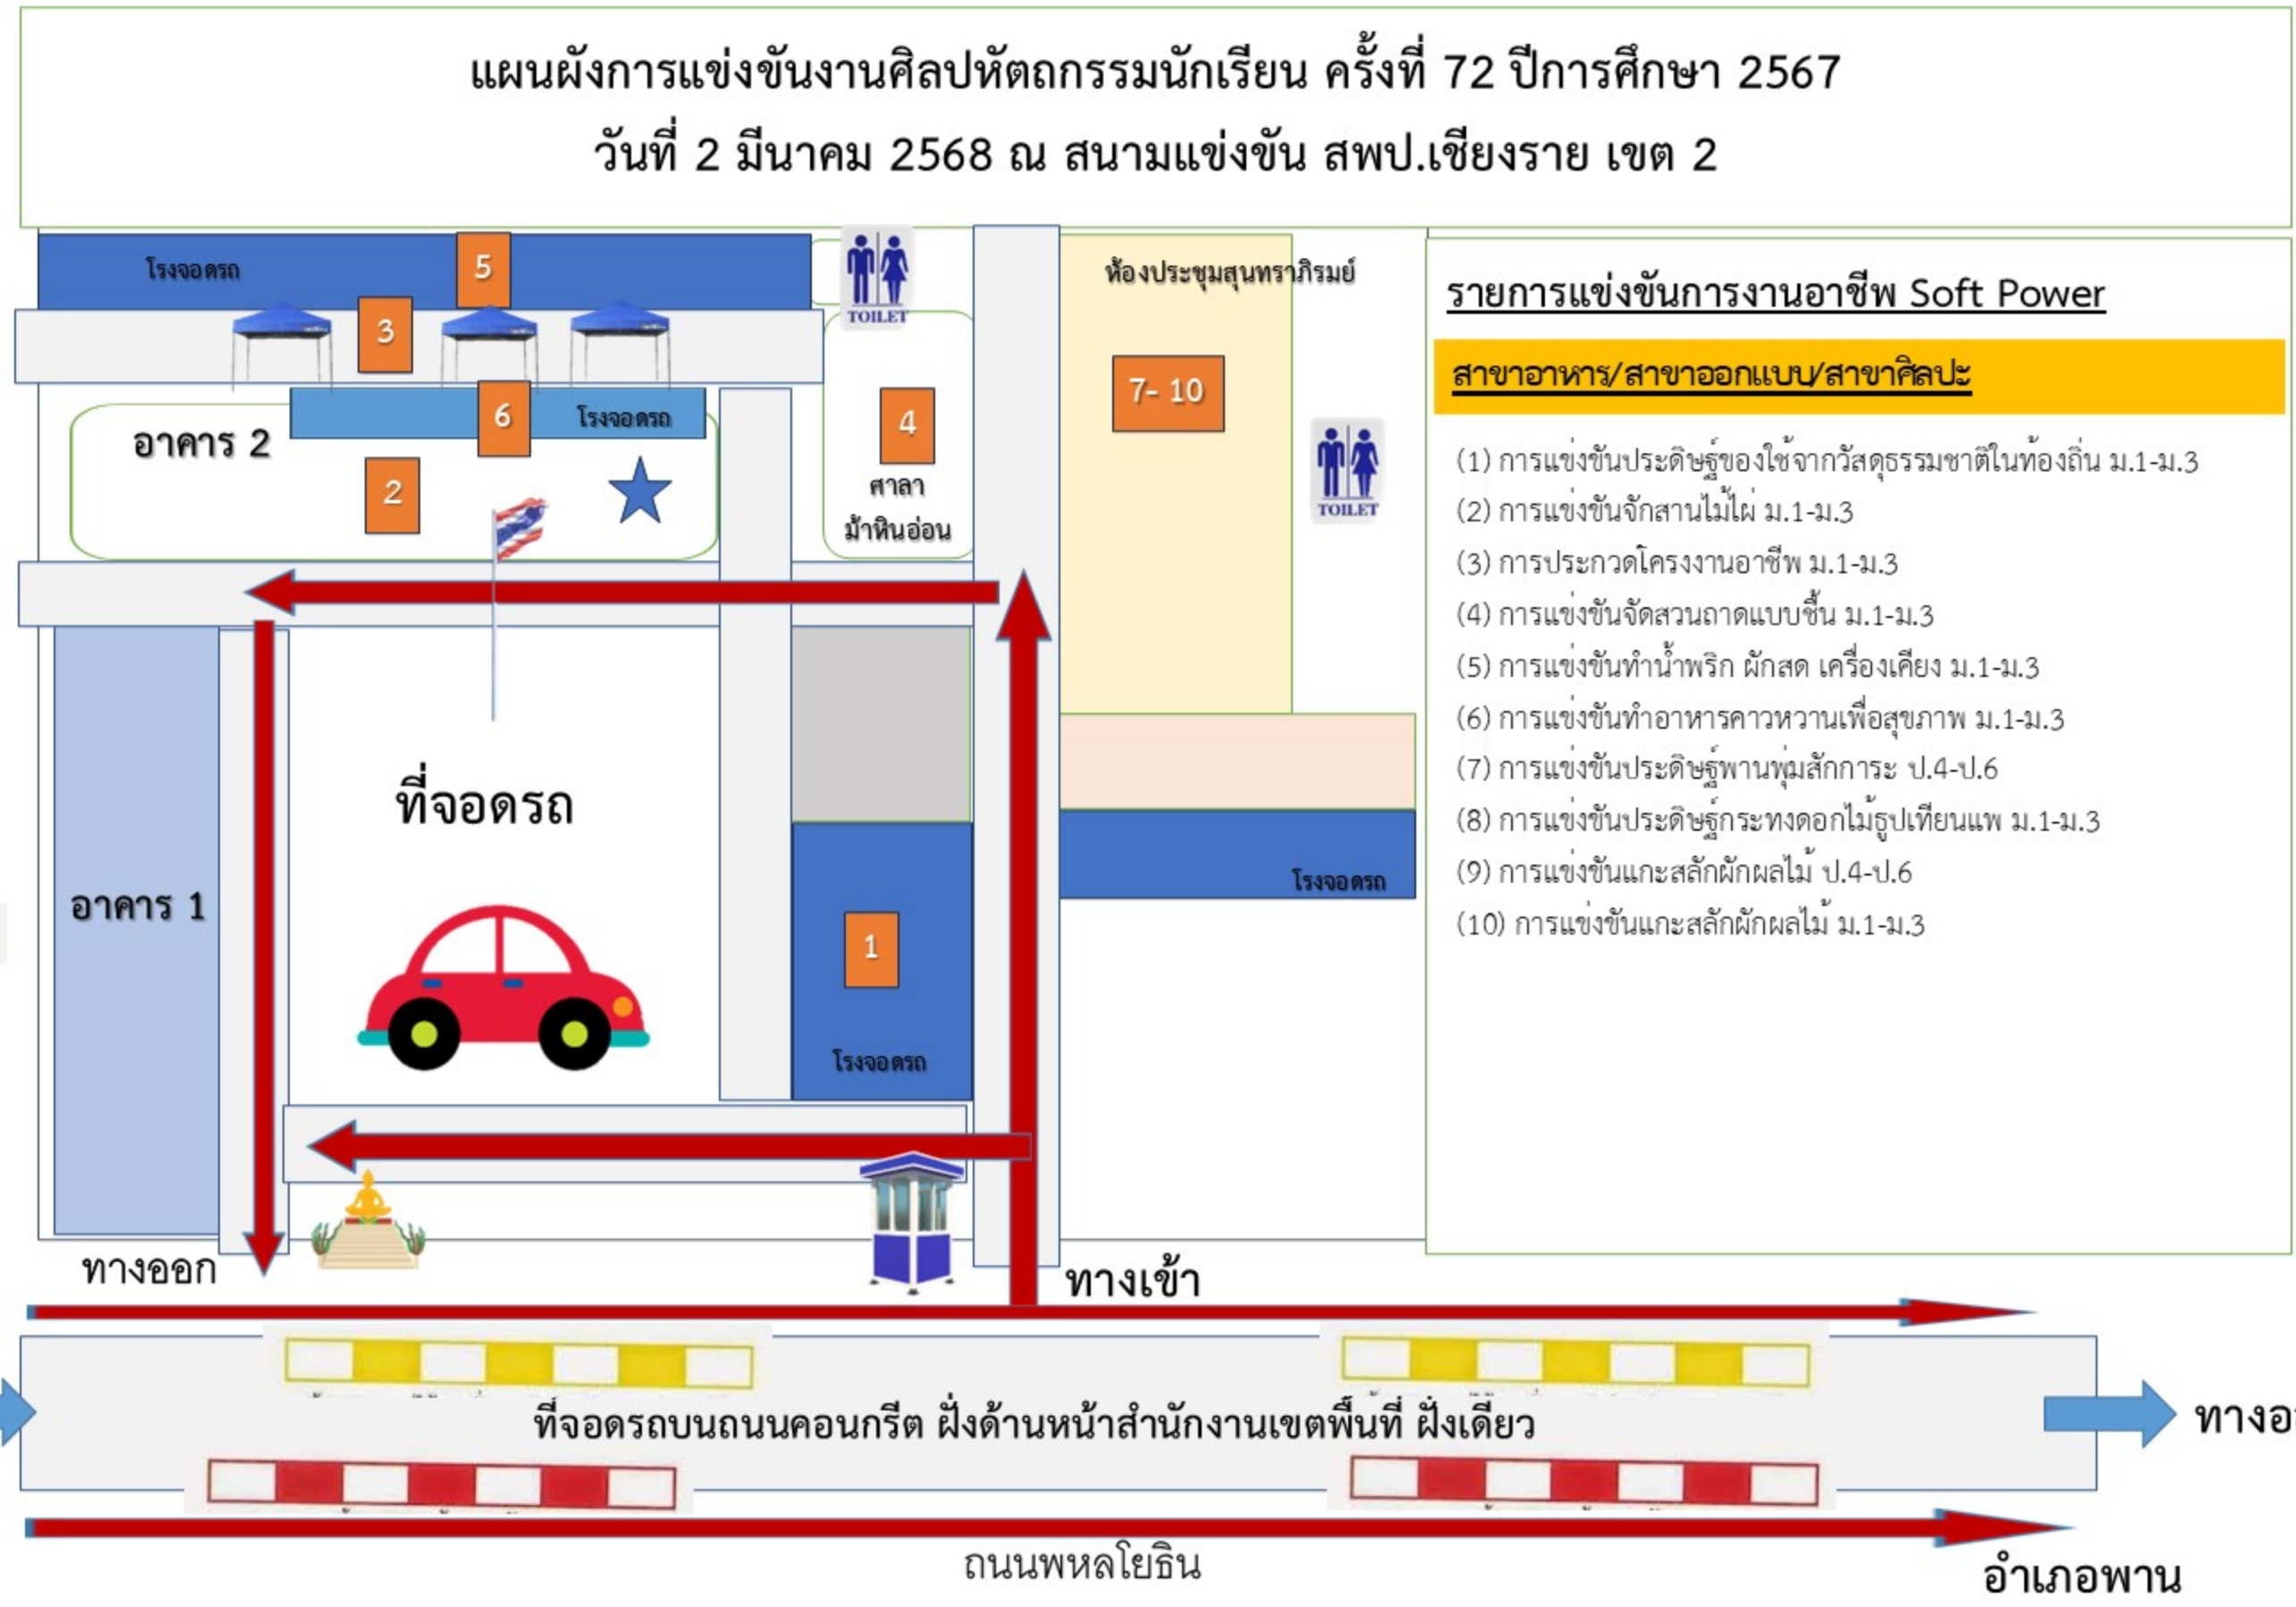 แผนผังการแข่งขันงานศิลปหัตถกรรมนักเรียน ครั้งที่ 72 ปีการศึกษา 2567
วันที่ 2 มีนาคม 2568 ณ สนามแข่งขัน สพป.เชียงราย เขต 2
โรงจอดรถ
5
TOILET
3
อาคาร 2
6
โรงจอดรถ
2
4
ศาลา
ม้าหินอ่อน
ห้องประชุมสุนทราภิรมย์
7- 10
TOILET
ที่จอดรถ
อาคาร 1
1
โรงจอดรถ
โรงจอดรถ
รายการแข่งขันการงานอาชีพ Soft Power
สาขาอาหาร/สาขาออกแบบ/สาขาศิลปะ
(1) การแข่งขันประดิษฐ์ของใช้จากวัสดุธรรมชาติในท้องถิ่น ม.1-ม.3
(2) การแข่งขันจักสานไม้ไผ่ ม.1-ม.3
(3) การประกวดโครงงานอาชีพ ม.1-ม.3
(4) การแข่งขันจัดสวนถาดแบบชื้น ม.1-ม.3
(5) การแข่งขันทำน้ำพริก ผักสด เครื่องเคียง ม.1-ม.3
(6) การแข่งขันทำอาหารคาวหวานเพื่อสุขภาพ ม.1-ม.3
(7) การแข่งขันประดิษฐ์พานพุ่มสักการะ ป.4-ป.6
(8) การแข่งขันประดิษฐ์กระทงดอกไม้ธูปเทียนแพ ม.1-ม.3
(9) การแข่งขันแกะสลักผักผลไม้ ป.4-ป.6
(10) การแข่งขันแกะสลักผักผลไม้ ม.1-ม.3
ทางออก
ทางเข้า
ที่จอดรถบนถนนคอนกรีต ฝั่งด้านหน้าสำนักงานเขตพื้นที่ ฝั่งเดียว
ถนนพหลโยธิน
อำเภอพาน